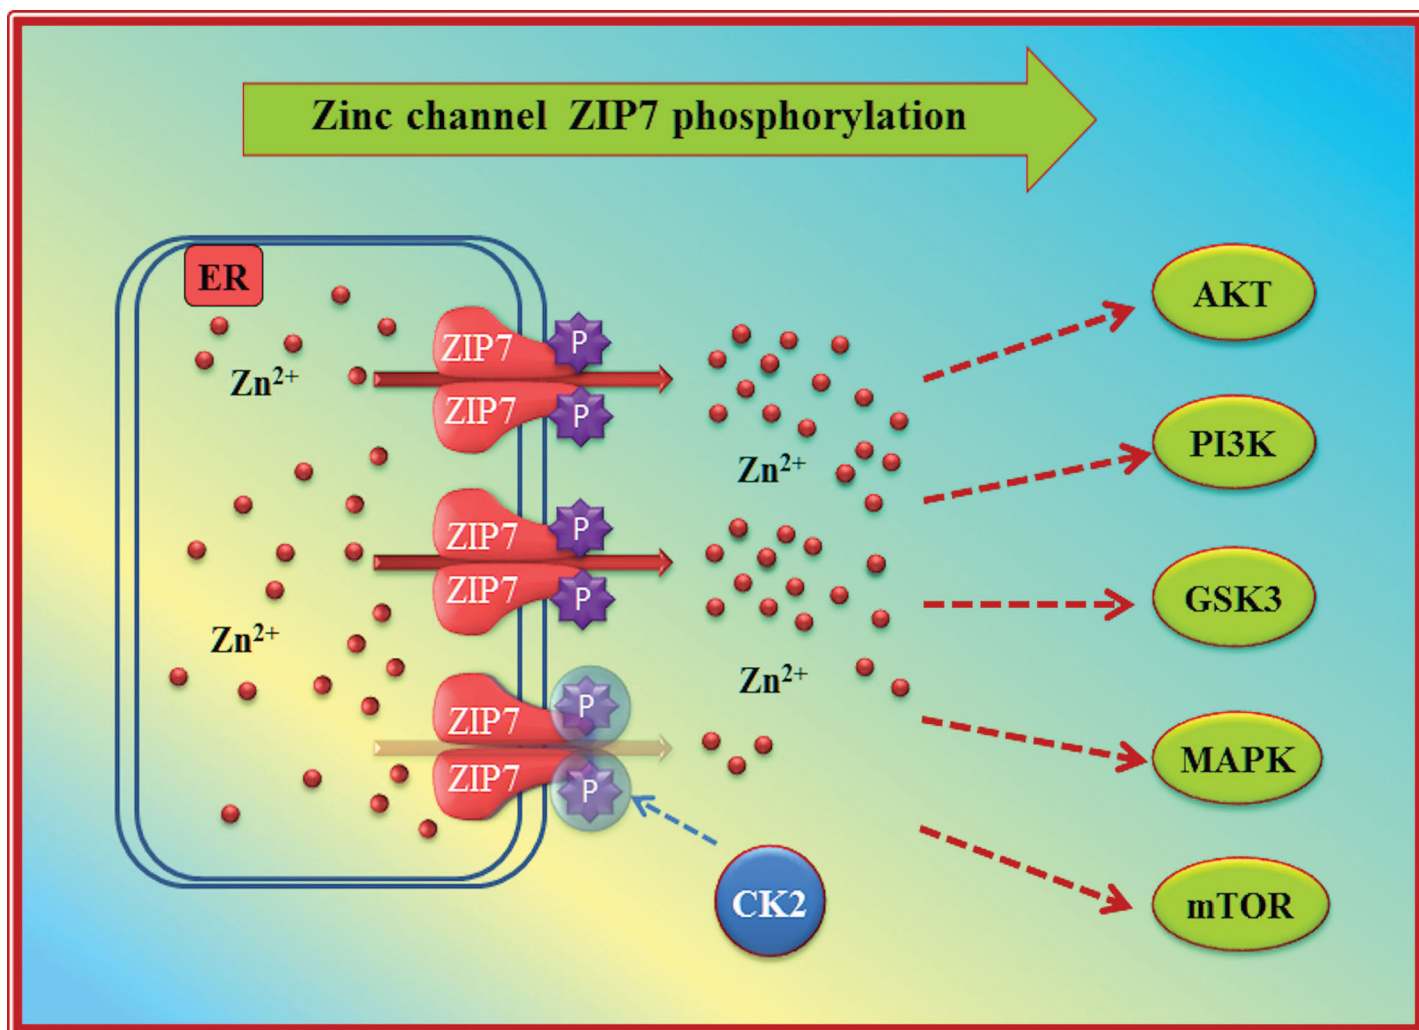 Zinc channel ZIP7 phosphorylation
ER
Zn²⁺
ZIP7
P
ZIP7
P
Zn²⁺
ZIP7
P
ZIP7
P
Zn²⁺
Zn²⁺
ZIP7
P
ZIP7
P
CK2
AKT
PI3K
GSK3
MAPK
mTOR